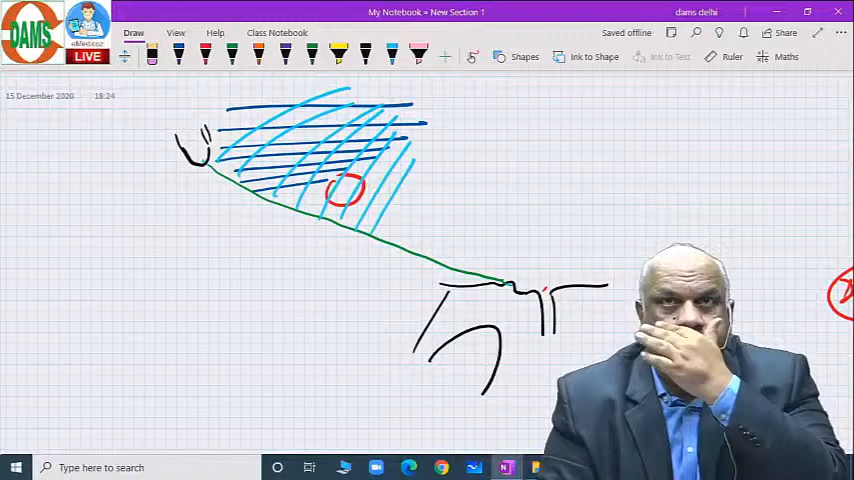 My Notebook > New Section 1
dams delhi
DAMS
eMedicoz
LIVE
Draw View Help Class Notebook
Saved offline
Share
Shapes
Ink to Shape
Ink to Text
Ruler
Maths
15 December 2020 18:24
Type here to search